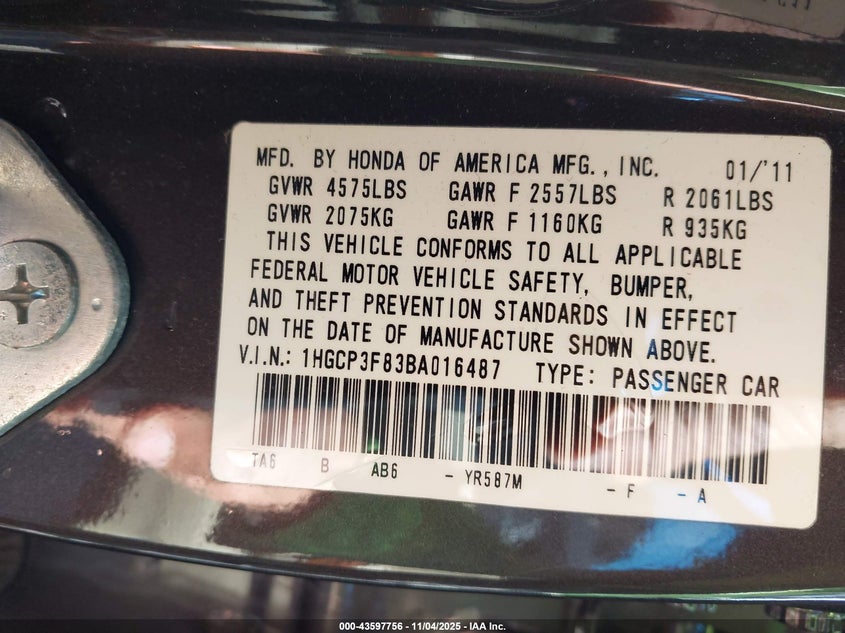 MFD. BY HONDA OF AMERICA MFG., INC. 01/'11
GVWR 4575LBS GAWR F 2557LBS R 2061LBS
GVWR 2075KG GAWR F 1160KG R 935KG
THIS VEHICLE CONFORMS TO ALL APPLICABLE
FEDERAL MOTOR VEHICLE SAFETY, BUMPER,
AND THEFT PREVENTION STANDARDS IN EFFECT
ON THE DATE OF MANUFACTURE SHOWN ABOVE.
V.I.N.: 1HGCP3F83BA016487 TYPE: PASSENGER CAR
TA6 B AB6 - YR587M - F - A
000-43597756 - 11/04/2025 - IAA Inc.